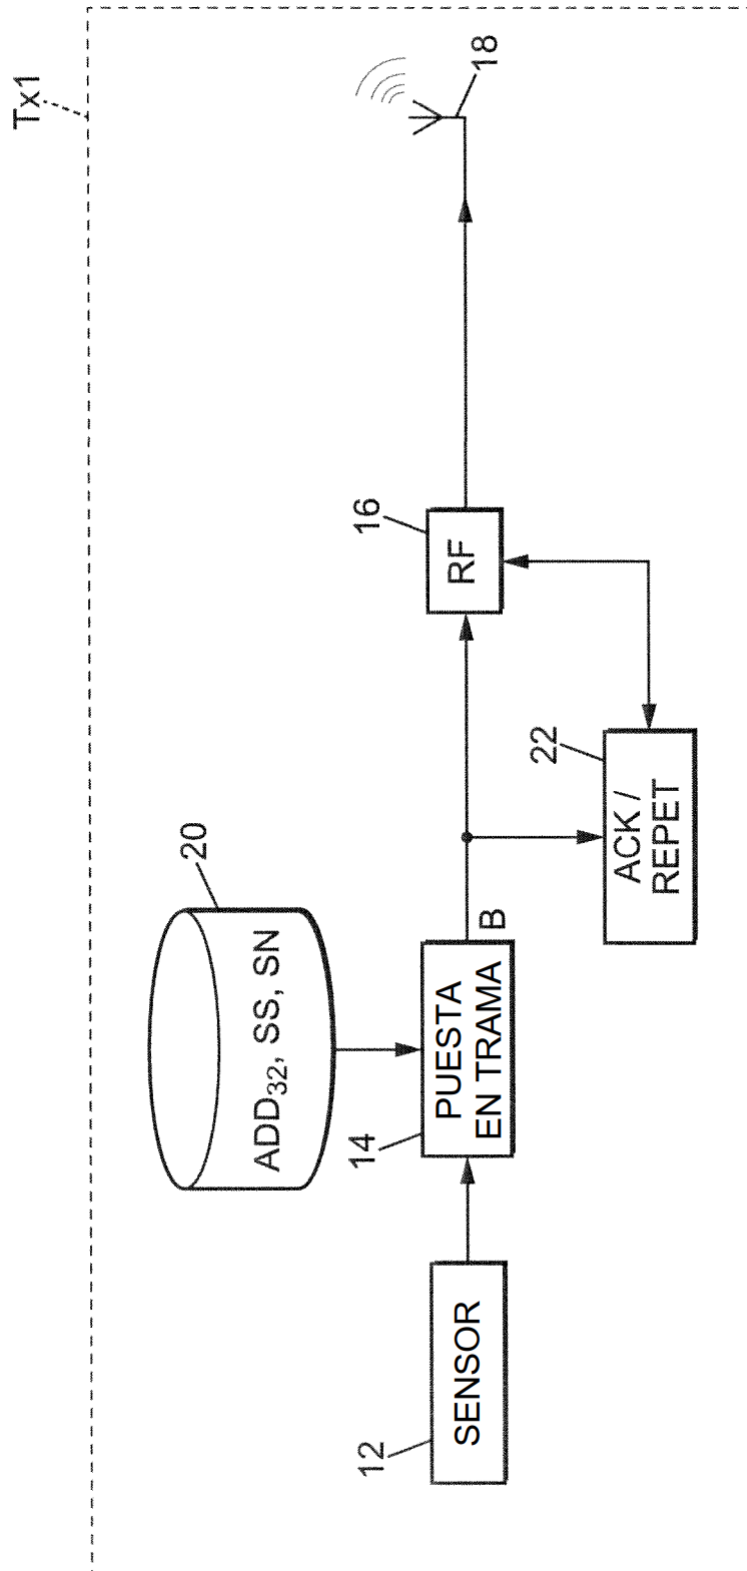 Tx1
18
16
RF
22
ACK /
REPET
20
ADD32, SS, SN
B
14
PUESTA
EN TRAMA
12
SENSOR